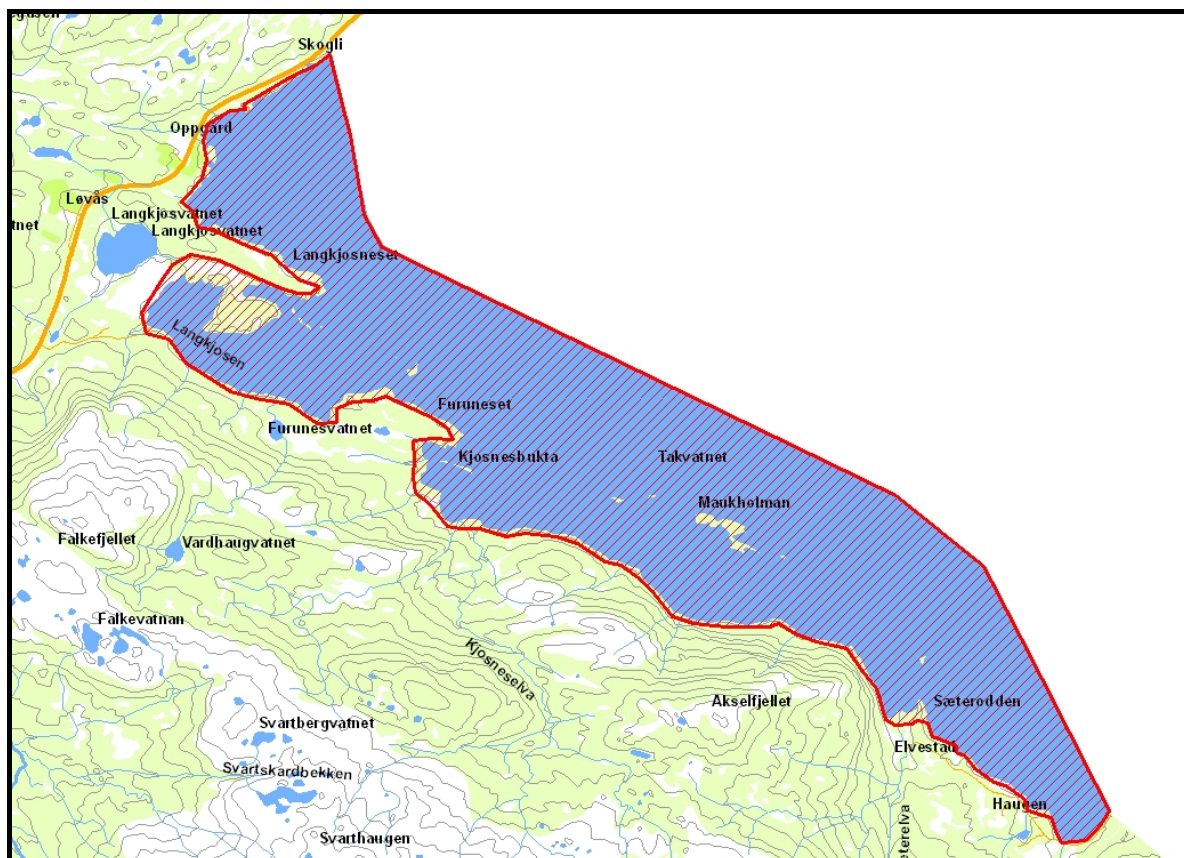 Skogli
Oppgård
Løvås
Langkjosvatnet
Langkjosvatnet
tnet
Langkjosneset
Langkjosen
Furuneset
Furunesvatnet
Kjosnesbukta
Takvatnet
Maukholman
Falkefjellet
Vardhaugvatnet
Falkevatnan
Kjosneselva
Akselfjellet
Sæterodden
Svartbergvatnet
Elvestad
Svartskardbekken
Haugen
Svarthaugen
eterelva